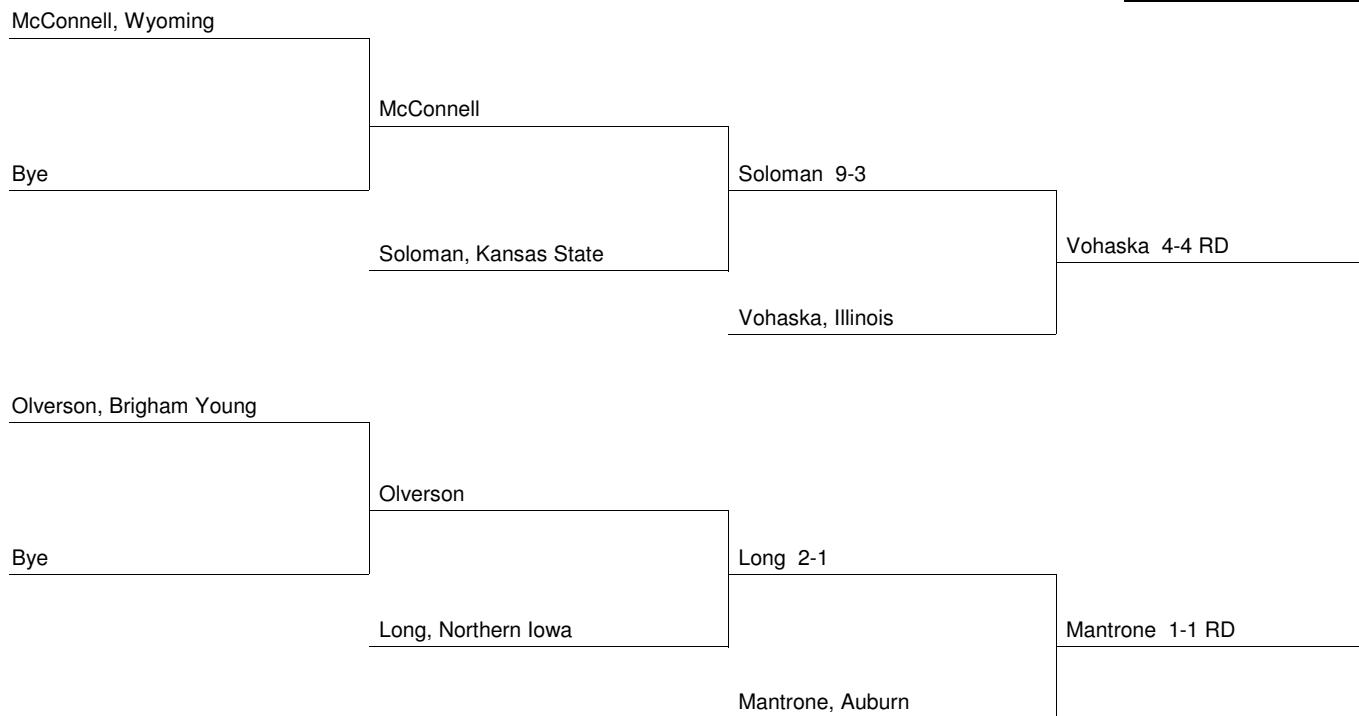 McConnell, Wyoming
McConnell
Bye
Soloman  9-3
Soloman, Kansas State
Vohaska  4-4 RD
Vohaska, Illinois
Olverson, Brigham Young
Olverson
Bye
Long  2-1
Long, Northern Iowa
Mantrone  1-1 RD
Mantrone, Auburn